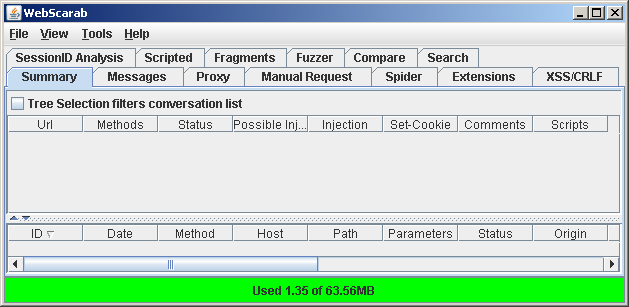 WebScarab
File View Tools Help
SessionID Analysis Scripted Fragments Fuzzer Compare Search
Summary Messages Proxy Manual Request Spider Extensions XSS/CRLF
Tree Selection filters conversation list
Url Methods Status Possible Inj... Injection Set-Cookie Comments Scripts
ID Date Method Host Path Parameters Status Origin
Used 1.35 of 63.56MB